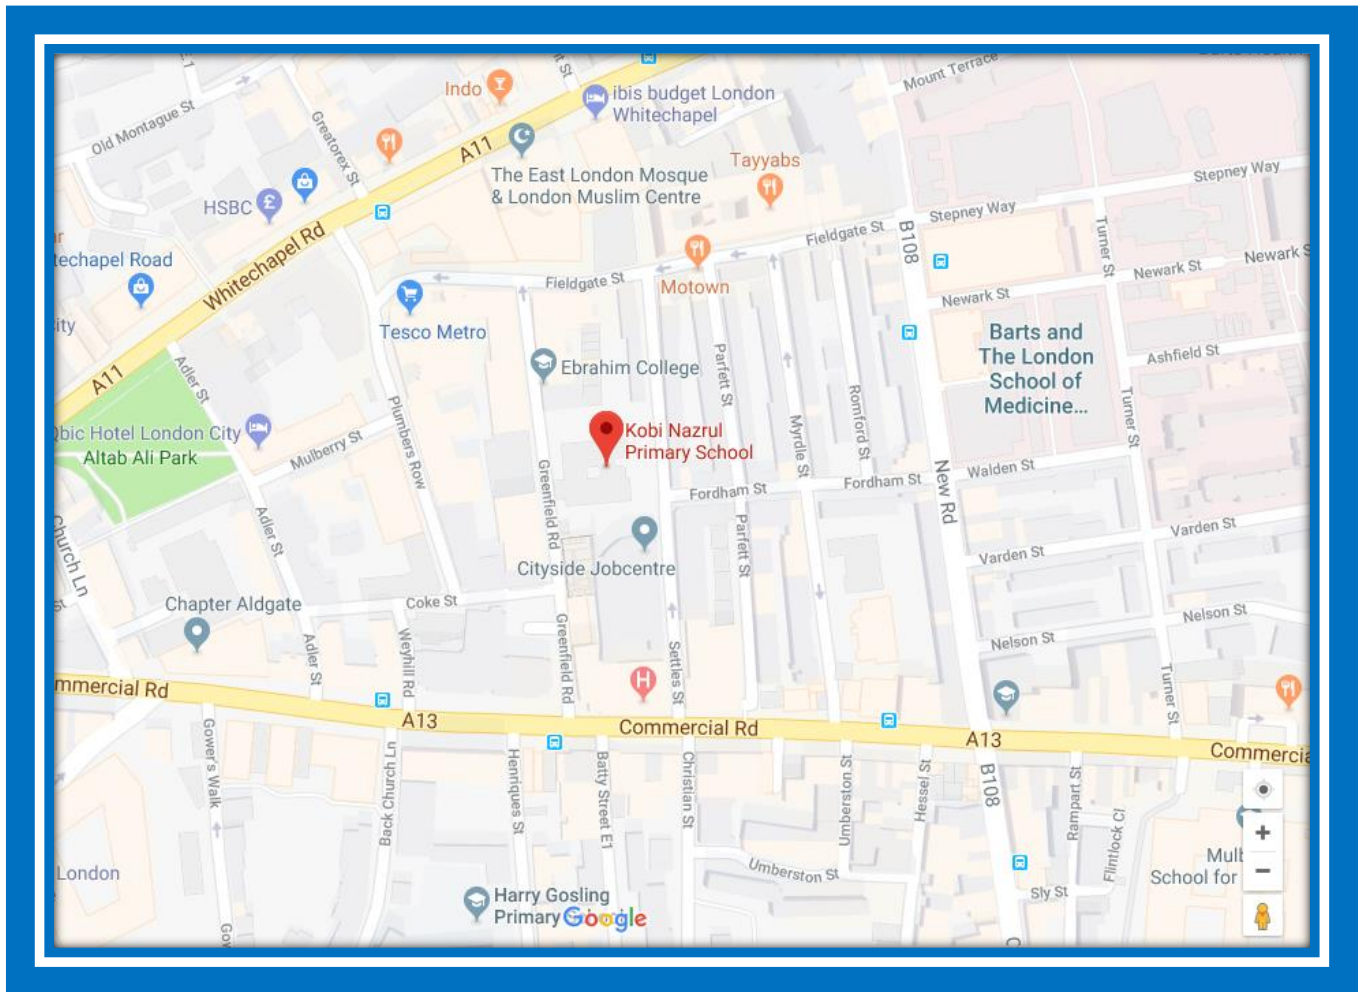 Mount Terrace
Indo
ibis budget London
Whitechapel
Old Montague St
Greatorex St
A11
The East London Mosque
& London Muslim Centre
Tayyabs
Stepney Way
HSBC
Stepney Way
Fieldgate St
B108
Turner St
Whitechapel Rd
techapel Road
Newark St
Newark S
Fieldgate St
Motown
Newark St
Tesco Metro
Barts and
The London
School of
Medicine...
Ashfield St
Ebrahim College
Parfett St
A11
Adler St
Plumbers Row
Romford St
Myrdle St
Turner St
Qbic Hotel London City
Altab Ali Park
Mulberry St
Kobi Nazrul
Primary School
Greenfield Rd
Fordham St
Fordham St
New Rd
Walden St
Church Ln
Adler St
Parfett St
Varden St
Varden St
Cityside Jobcentre
Chapter Aldgate
Coke St
Greenfield Rd
Nelson St
Nelson St
Adler St
Weyhill Rd
Settles St
Turner St
mmercial Rd
A13
Commercial Rd
A13
Commercia
Gower's Walk
Back Church Ln
Henriques St
Batty Street E1
Christian St
Umberston St
Hessel St
B108
Rampart St
Flintlock Cl
Umberston St
Sly St
London
School for
Harry Gosling
Primary
Google